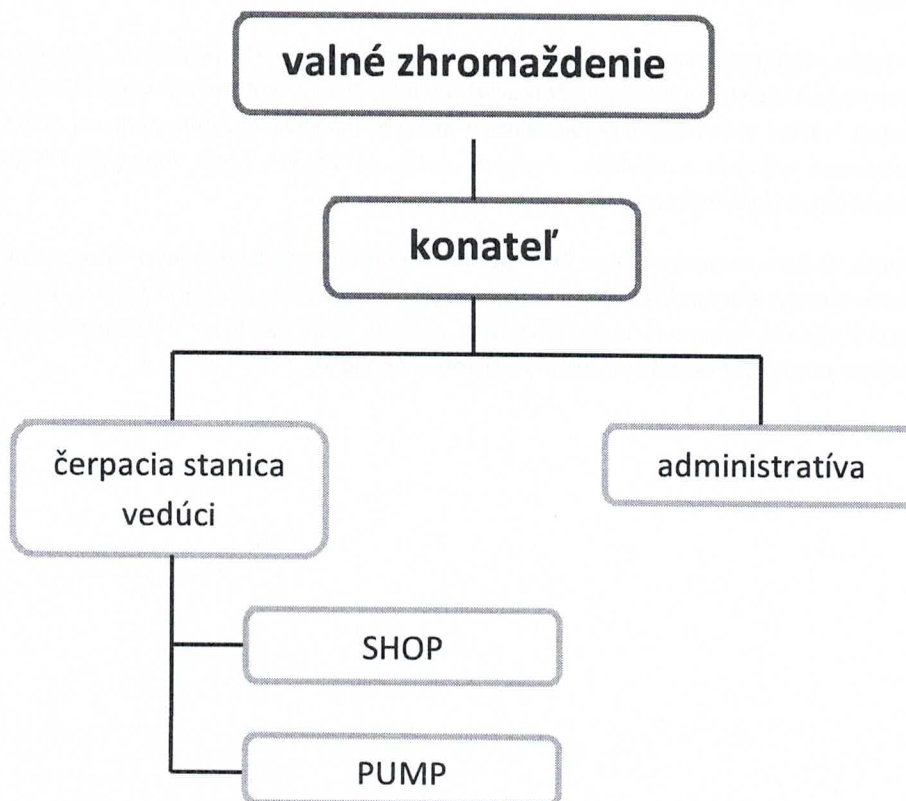 valné zhromaždenie
konateľ
čerpacia stanica
vedúci
administratíva
SHOP
PUMP